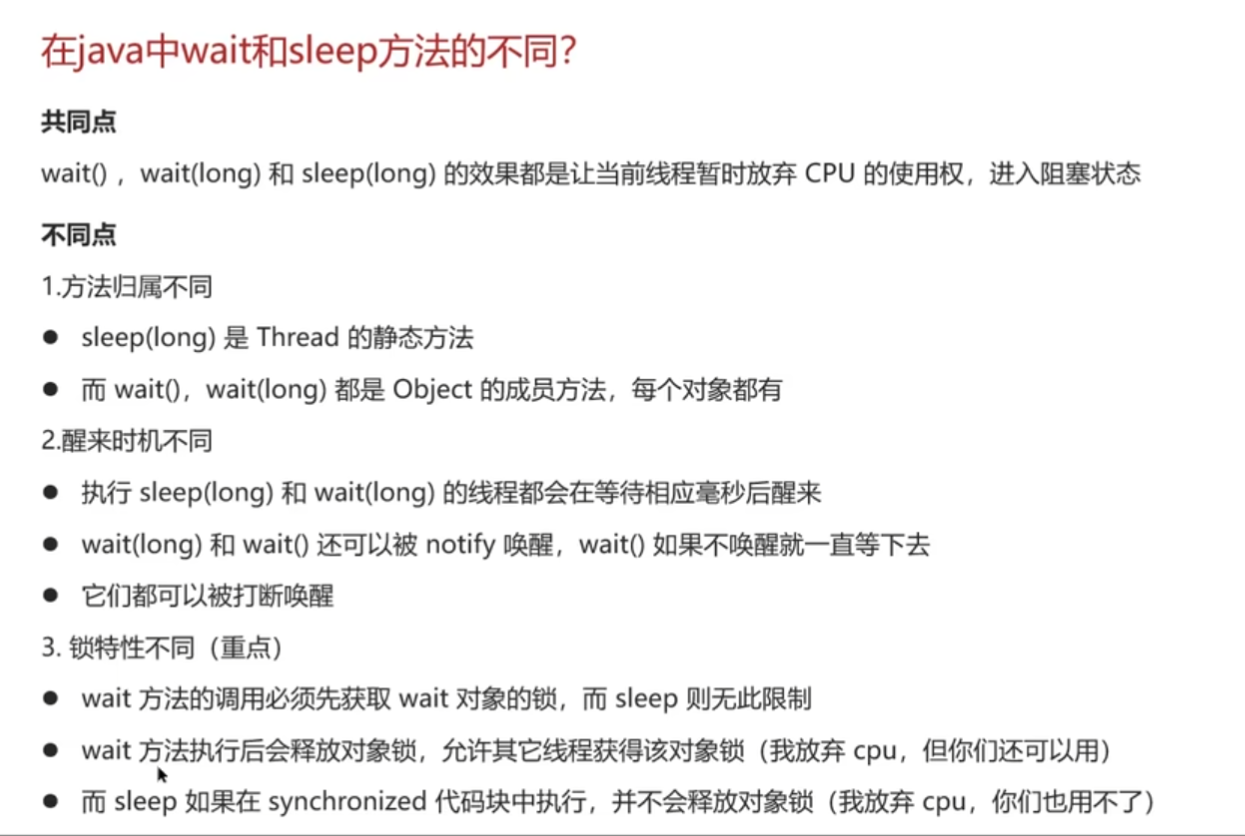 在java中wait和sleep方法的不同?
共同点
wait() ，wait(long) 和 sleep(long) 的效果都是让当前线程暂时放弃 CPU 的使用权，进入阻塞状态
不同点
1.方法归属不同
● sleep(long) 是 Thread 的静态方法
● 而 wait()，wait(long) 都是 Object 的成员方法，每个对象都有
2.醒来时机不同
● 执行 sleep(long) 和 wait(long) 的线程都会在等待相应毫秒后醒来
● wait(long) 和 wait() 还可以被 notify 唤醒，wait() 如果不唤醒就一直等下去
● 它们都可以被打断唤醒
3. 锁特性不同（重点）
● wait 方法的调用必须先获取 wait 对象的锁，而 sleep 则无此限制
● wait 方法执行后会释放对象锁，允许其它线程获得该对象锁（我放弃 cpu，但你们还可以用）
● 而 sleep 如果在 synchronized 代码块中执行，并不会释放对象锁（我放弃 cpu，你们也用不了）